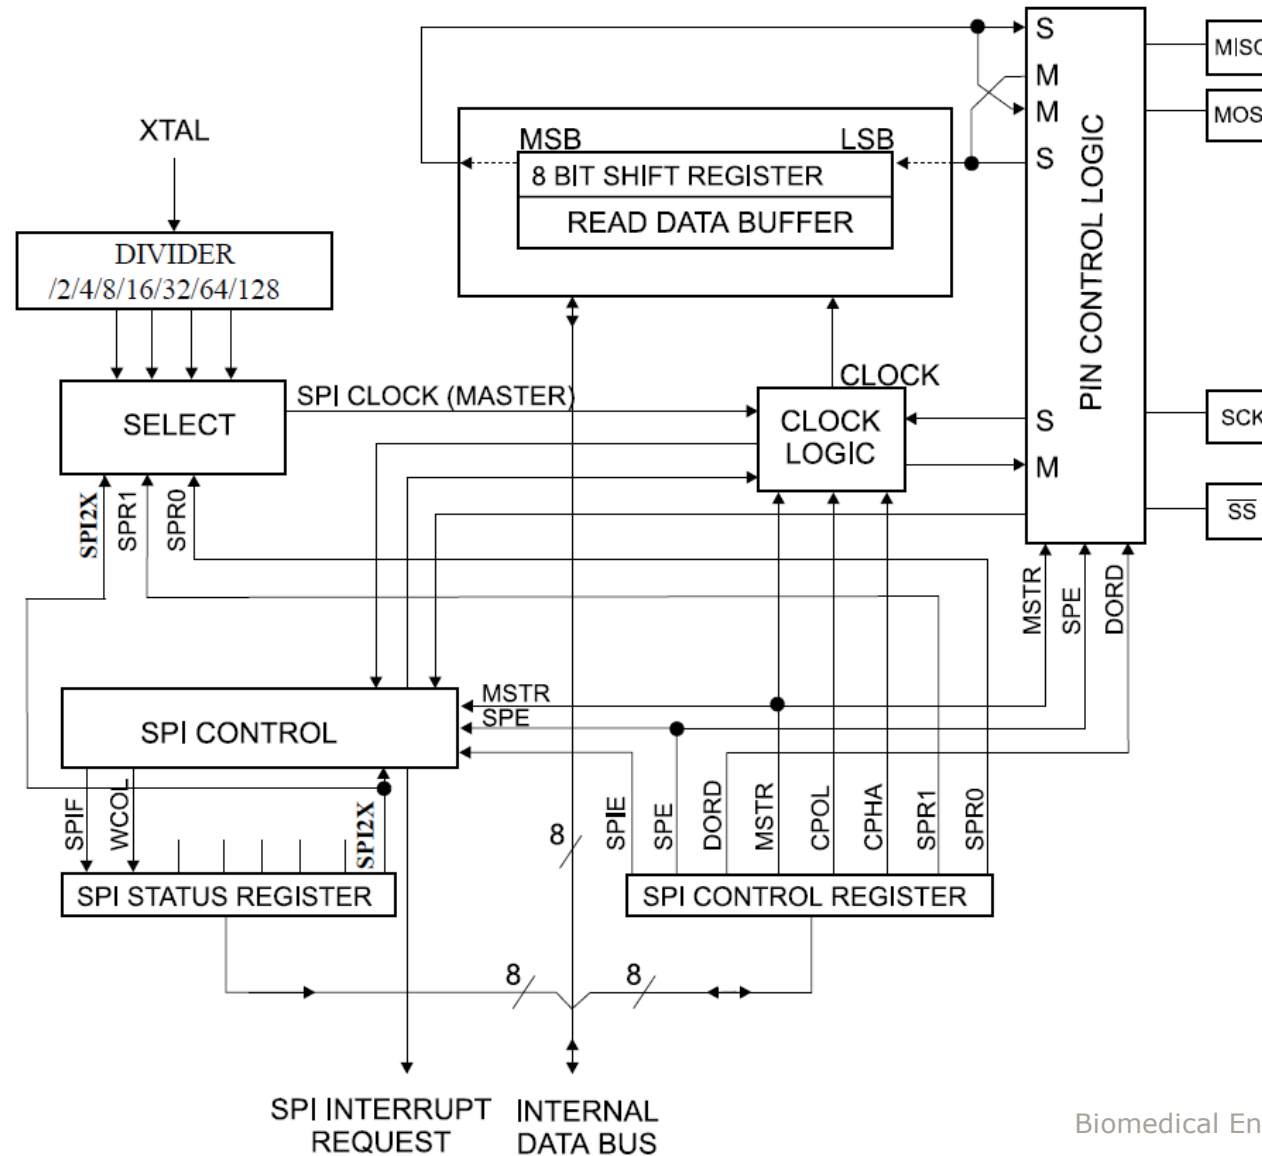 S
MISO
M
M
MOS
XTAL
MSB
LSB
8 BIT SHIFT REGISTER
S
READ DATA BUFFER
PIN CONTROL LOGIC
DIVIDER
/2/4/8/16/32/64/128
SELECT
SPI CLOCK (MASTER)
CLOCK
CLOCK
LOGIC
S
M
SCK
SS
SPI2X
SPR1
SPR0
MSTR
SPE
DORD
SPI CONTROL
MSTR
SPE
SPIF
WCOL
SPI2X
8
SPIE
SPE
DORD
MSTR
CPOL
CPHA
SPR1
SPR0
SPI STATUS REGISTER
SPI CONTROL REGISTER
8
8
SPI INTERRUPT
REQUEST
INTERNAL
DATA BUS
Biomedical En